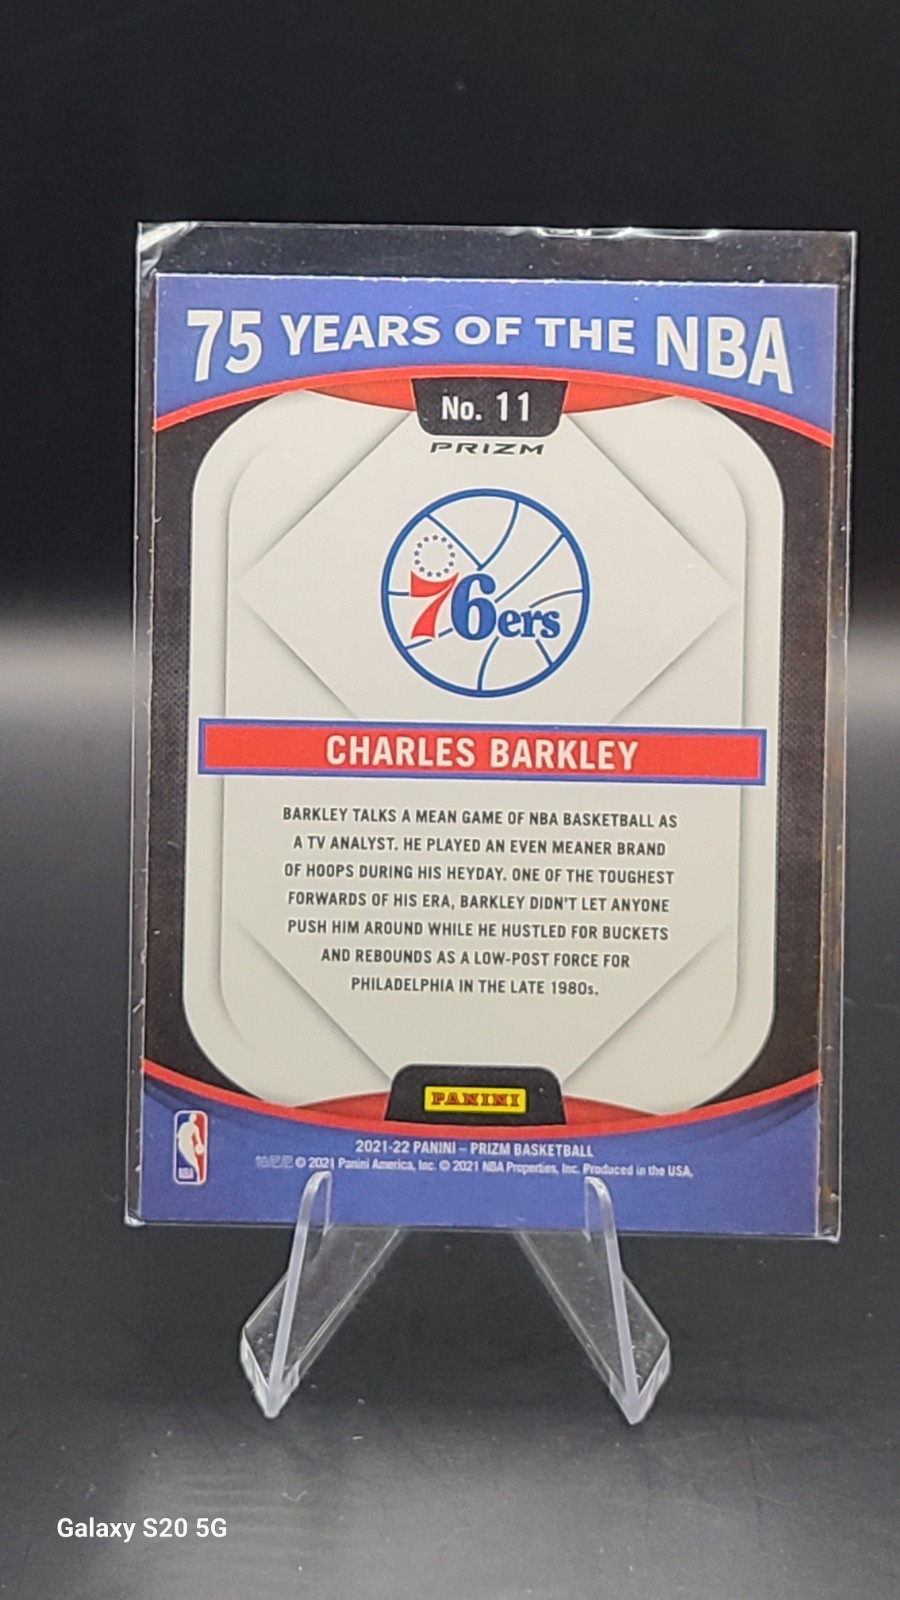 75 YEARS OF THE NBA
No. 11
PRIZM
76ers
CHARLES BARKLEY
BARKLEY TALKS A MEAN GAME OF NBA BASKETBALL AS
A TV ANALYST. HE PLAYED AN EVEN MEANER BRAND
OF HOOPS DURING HIS HEYDAY. ONE OF THE TOUGHEST
FORWARDS OF HIS ERA, BARKLEY DIDN'T LET ANYONE
PUSH HIM AROUND WHILE HE HUSTLED FOR BUCKETS
AND REBOUNDS AS A LOW-POST FORCE FOR
PHILADELPHIA IN THE LATE 1980s.
PANINI
NBA
2021-22 PANINI – PRIZM BASKETBALL
帕尼尼 © 2021 Panini America, Inc. © 2021 NBA Properties, Inc. Produced in the USA.
Galaxy S20 5G